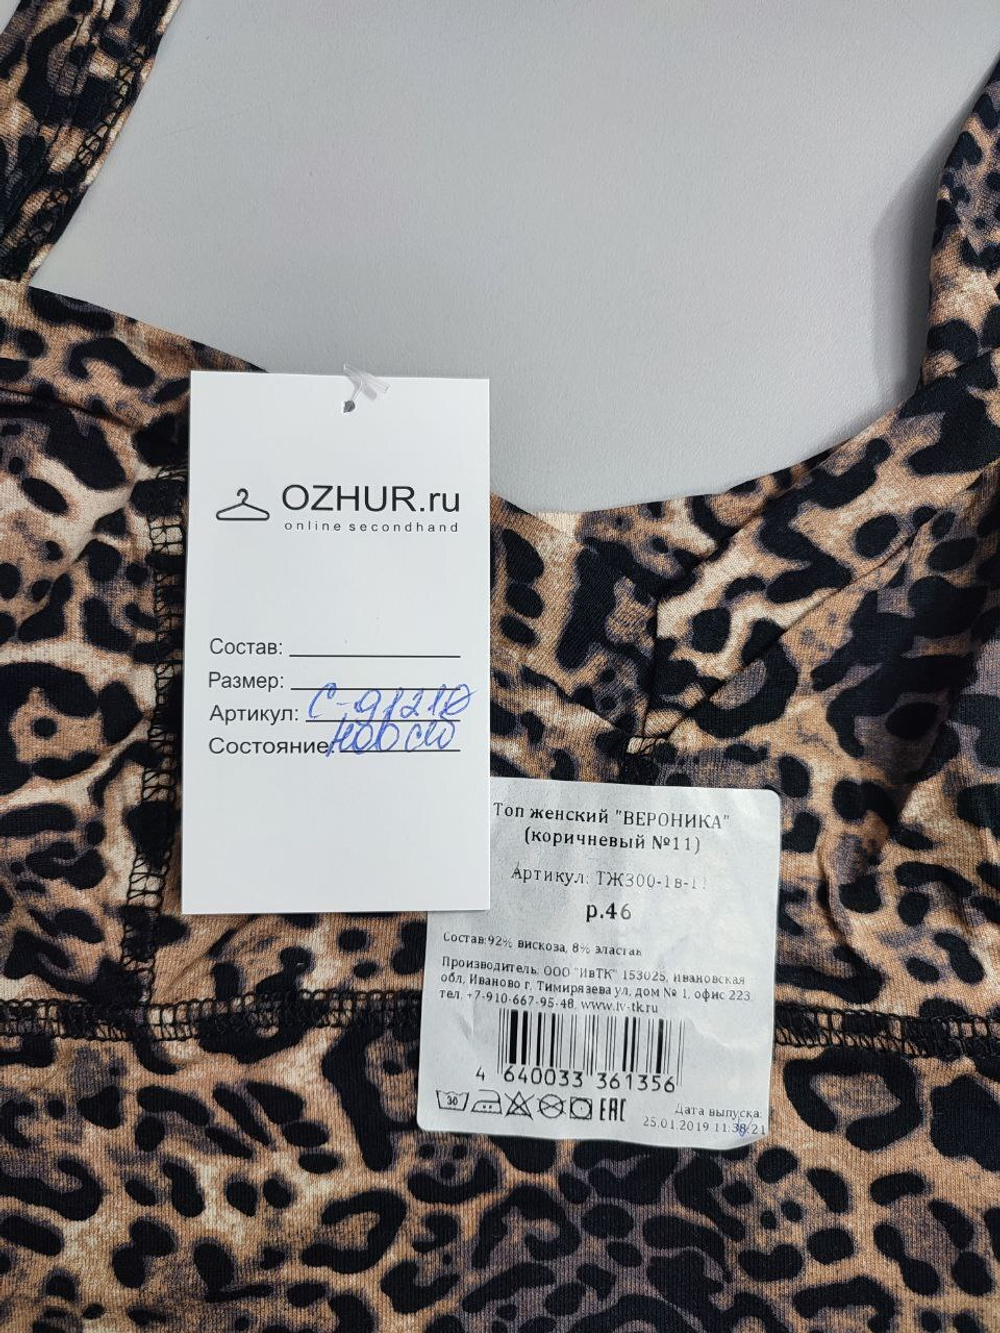 OZHUR.ru
online secondhand
Состав:
Размер:
Артикул: С-91210
Состояние:
Топ женский "ВЕРОНИКА"
(коричневый №11)
Артикул: ТЖ300-1в-11
р.46
Состав:92% вискоза, 8% эластан
Производитель: ООО "ИвТК" 153025, ивановская
обл, Иваново г, Тимирязева ул, дом № 1, офис 223,
тел. +7-910-667-95-48, www.iv-tk.ru
4 640033 361356
30 EAC
Дата выпуска:
25.01.2019 11:38:21